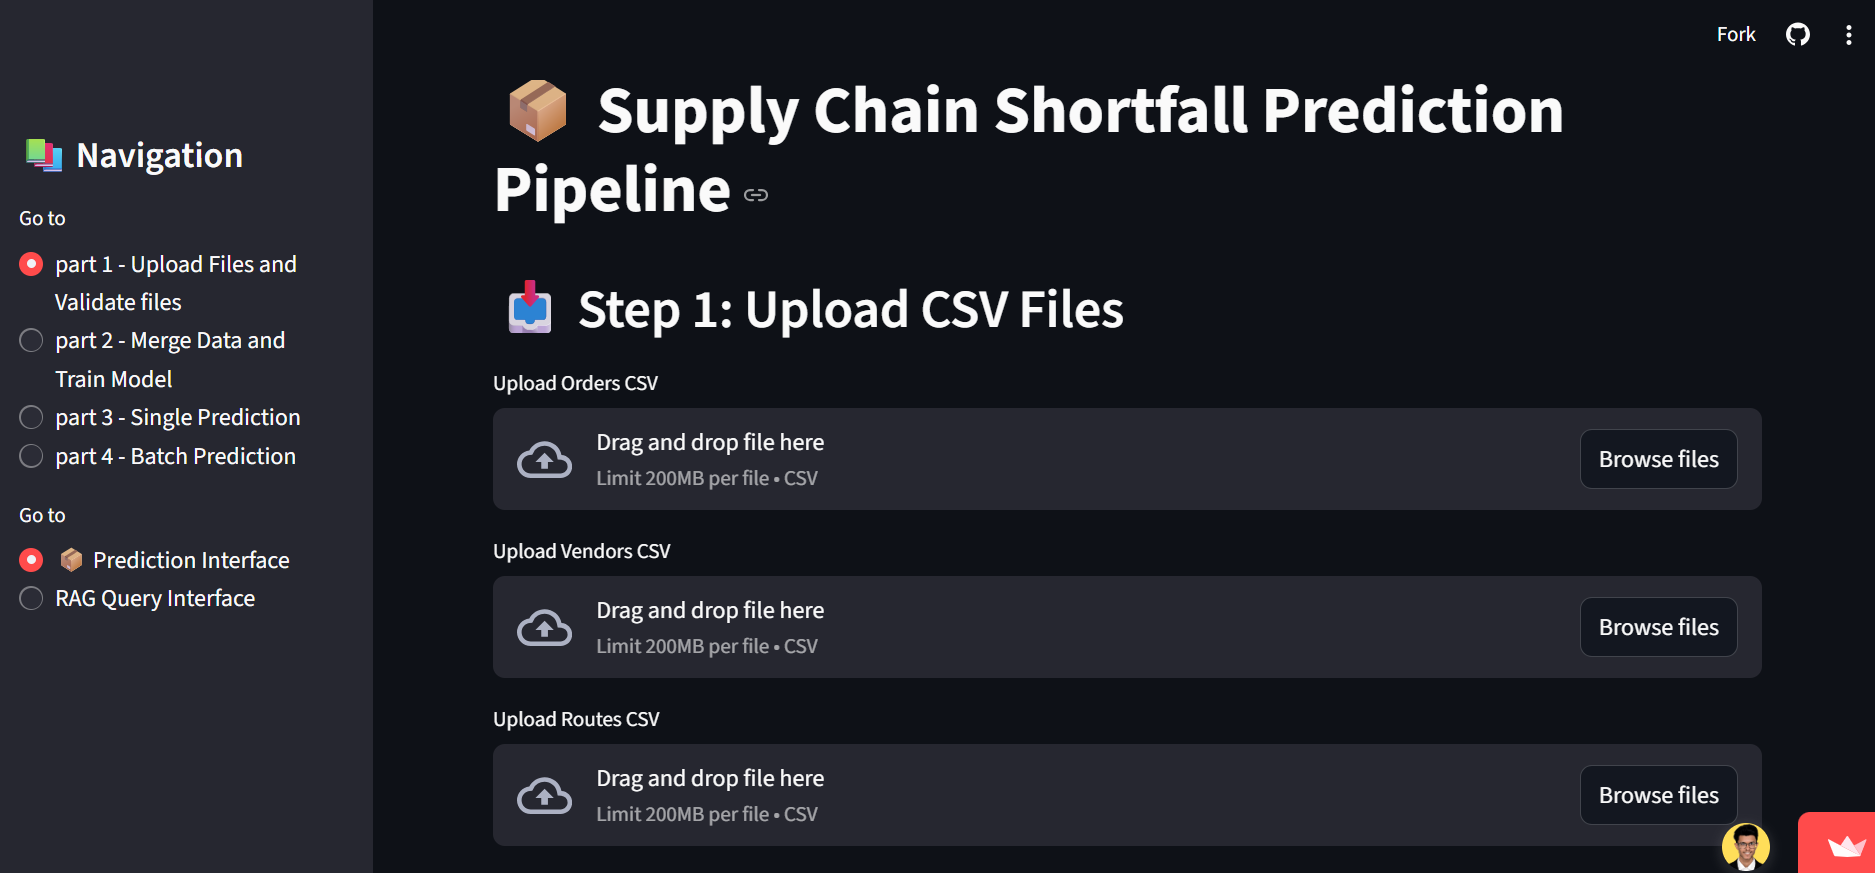 Fork
Navigation
Go to
part 1 - Upload Files and
Validate files
part 2 - Merge Data and
Train Model
part 3 - Single Prediction
part 4 - Batch Prediction
Go to
Prediction Interface
RAG Query Interface
Supply Chain Shortfall Prediction
Pipeline
Step 1: Upload CSV Files
Upload Orders CSV
Drag and drop file here
Limit 200MB per file • CSV
Browse files
Upload Vendors CSV
Drag and drop file here
Limit 200MB per file • CSV
Browse files
Upload Routes CSV
Drag and drop file here
Limit 200MB per file • CSV
Browse files